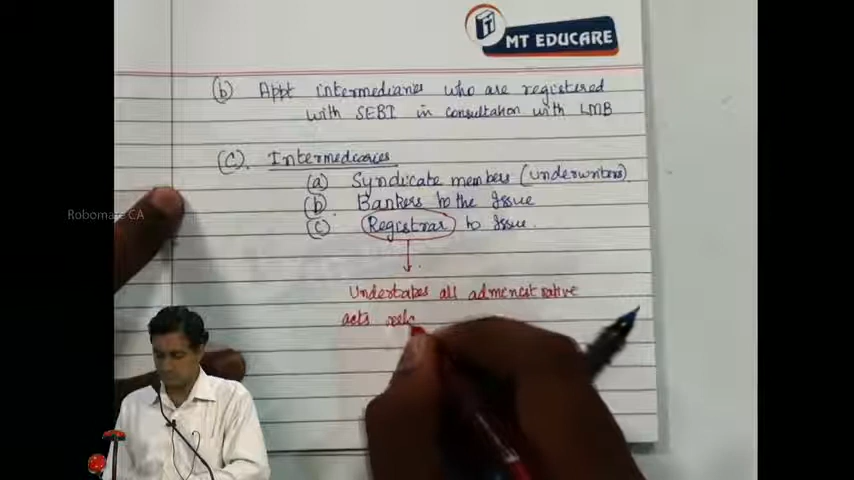 MT EDUCARE
(b) Appt intermediaries who are registered
with SEBI in consultation with LMB
(C). Intermediaries
(a) Syndicate members (underwriters)
(b) Bankers to the Issue
(c) Registrar to Issue.
Undertakes all administrative
acts
Robomate CA